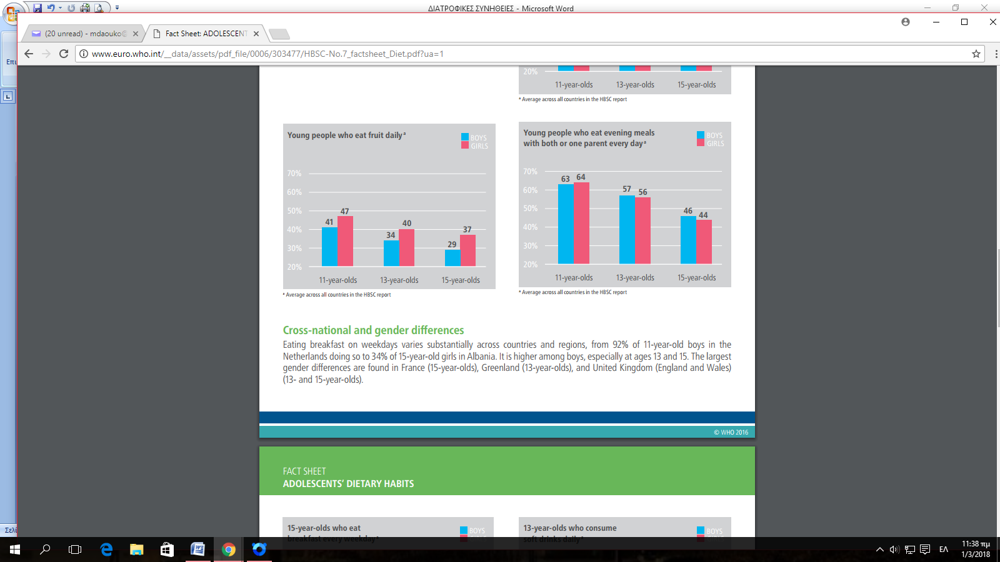 ΔΙΑΤΡΟΦΙΚΕΣ ΣΥΝΗΘΕΙΕΣ - Microsoft Word
(20 unread) - mdaouko@
Fact Sheet: ADOLESCENT
www.euro.who.int/__data/assets/pdf_file/0006/303477/HBSC-No.7_factsheet_Diet.pdf?ua=1
Επι
20%
11-year-olds 13-year-olds 15-year-olds
ª Average across all countries in the HBSC report
Young people who eat fruit daily ª
BOYS
GIRLS
70%
60%
50%
40%
30%
20%
41 47
34 40
29 37
11-year-olds 13-year-olds 15-year-olds
ª Average across all countries in the HBSC report
Young people who eat evening meals
with both or one parent every day ª
BOYS
GIRLS
70%
60%
50%
40%
30%
20%
63 64
57 56
46 44
11-year-olds 13-year-olds 15-year-olds
ª Average across all countries in the HBSC report
Cross-national and gender differences
Eating breakfast on weekdays varies substantially across countries and regions, from 92% of 11-year-old boys in the
Netherlands doing so to 34% of 15-year-old girls in Albania. It is higher among boys, especially at ages 13 and 15. The largest
gender differences are found in France (15-year-olds), Greenland (13-year-olds), and United Kingdom (England and Wales)
(13- and 15-year-olds).
© WHO 2016
FACT SHEET
ADOLESCENTS’ DIETARY HABITS
15-year-olds who eat
breakfast every weekday ª
BOYS
GIRLS
13-year-olds who consume
soft drinks daily ª
BOYS
GIRLS
Σελί
ΕΛ
11:38 πμ
1/3/2018